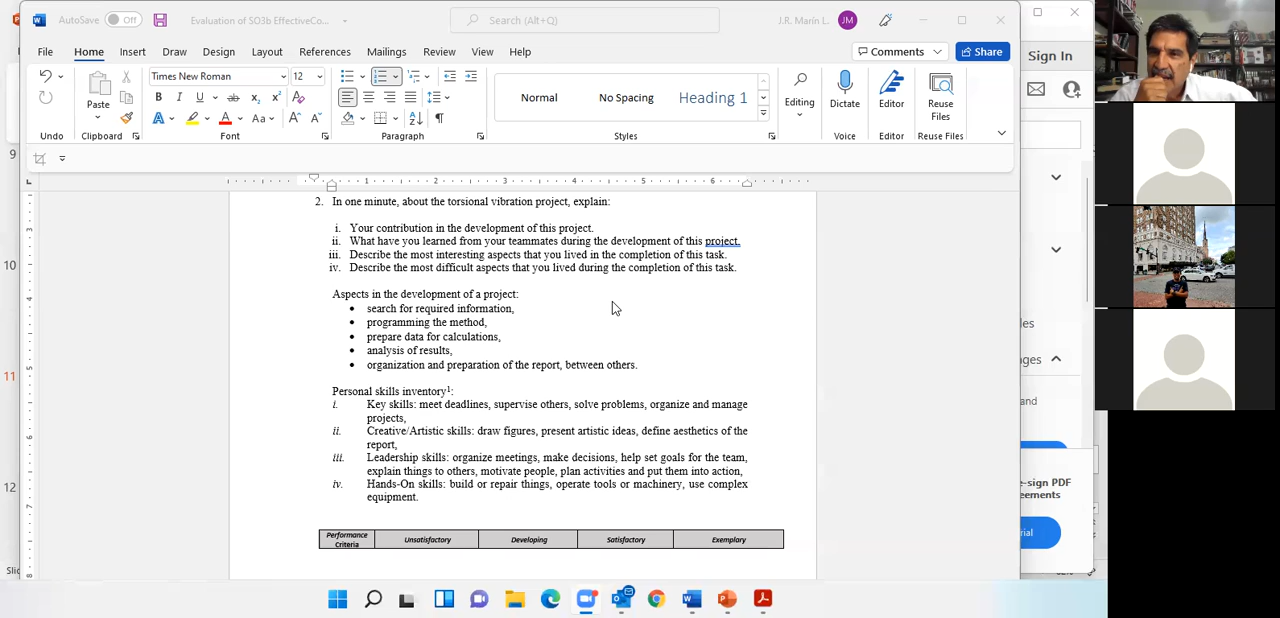 AutoSave Off Evaluation of SO3b EffectiveCo... Search (Alt+Q) J.R. Marín L. JM
File Home Insert Draw Design Layout References Mailings Review View Help Comments Share
Sign In
Times New Roman 12
Paste
Normal No Spacing Heading 1
Editing Dictate Editor Reuse Files
Undo Clipboard Font Paragraph Styles Voice Editor Reuse Files
9
10
11
12
1 2 3 4 5 6
2. In one minute, about the torsional vibration project, explain:
i. Your contribution in the development of this project.
ii. What have you learned from your teammates during the development of this project.
iii. Describe the most interesting aspects that you lived in the completion of this task.
iv. Describe the most difficult aspects that you lived during the completion of this task.
Aspects in the development of a project:
• search for required information,
• programming the method,
• prepare data for calculations,
• analysis of results,
• organization and preparation of the report, between others.
Personal skills inventory1:
i. Key skills: meet deadlines, supervise others, solve problems, organize and manage
projects,
ii. Creative/Artistic skills: draw figures, present artistic ideas, define aesthetics of the
report,
iii. Leadership skills: organize meetings, make decisions, help set goals for the team,
explain things to others, motivate people, plan activities and put them into action,
iv. Hands-On skills: build or repair things, operate tools or machinery, use complex
equipment.
Performance Criteria Unsatisfactory Developing Satisfactory Exemplary